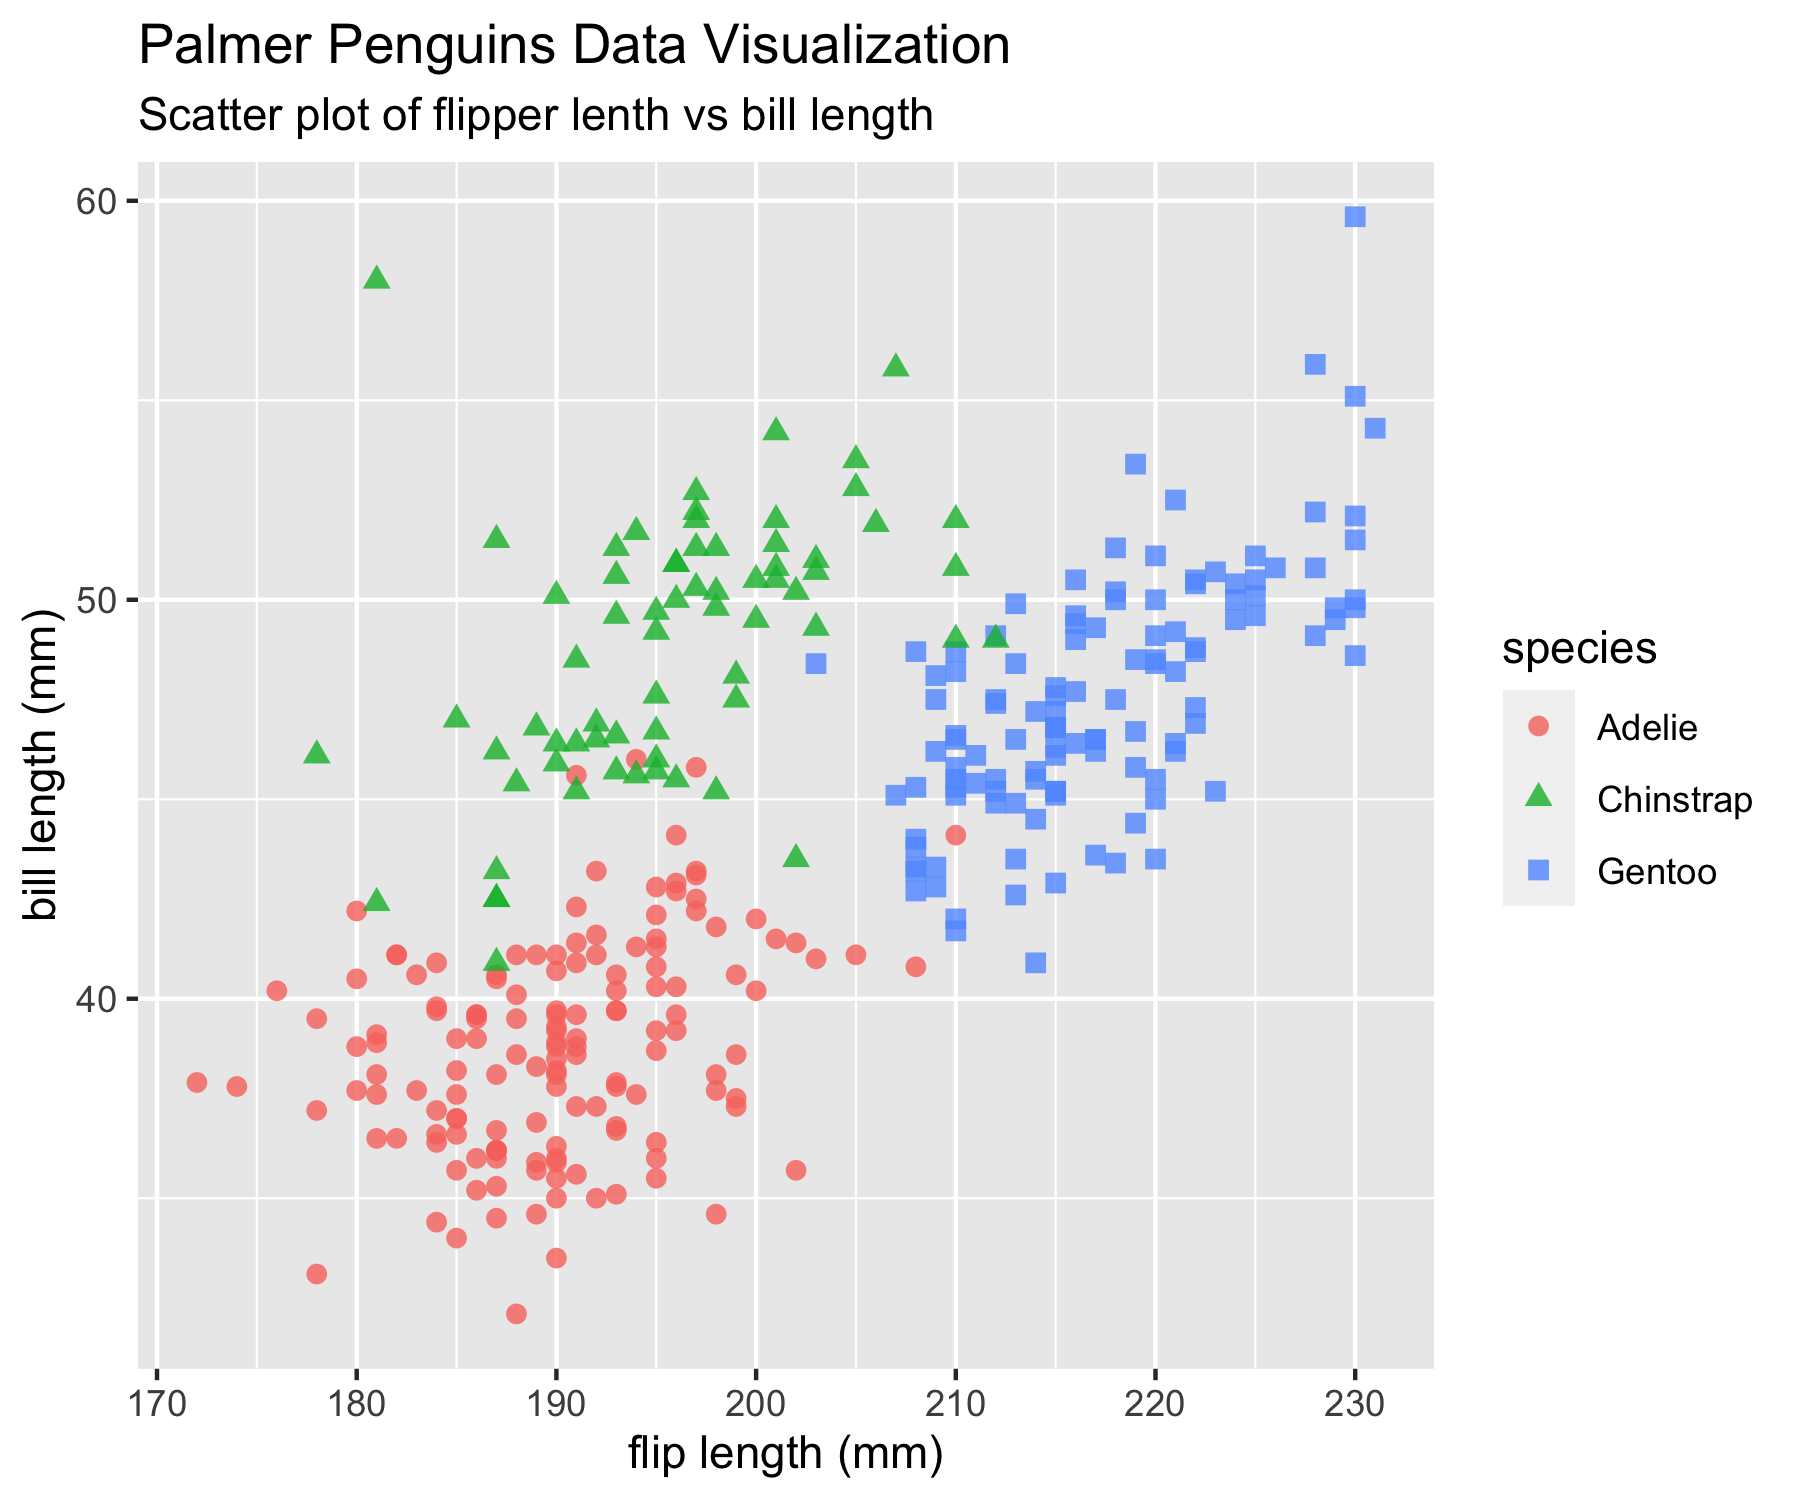 Palmer Penguins Data Visualization
Scatter plot of flipper lenth vs bill length
60
50
40
bill length (mm)
170 180 190 200 210 220 230
flip length (mm)
species
Adelie
Chinstrap
Gentoo